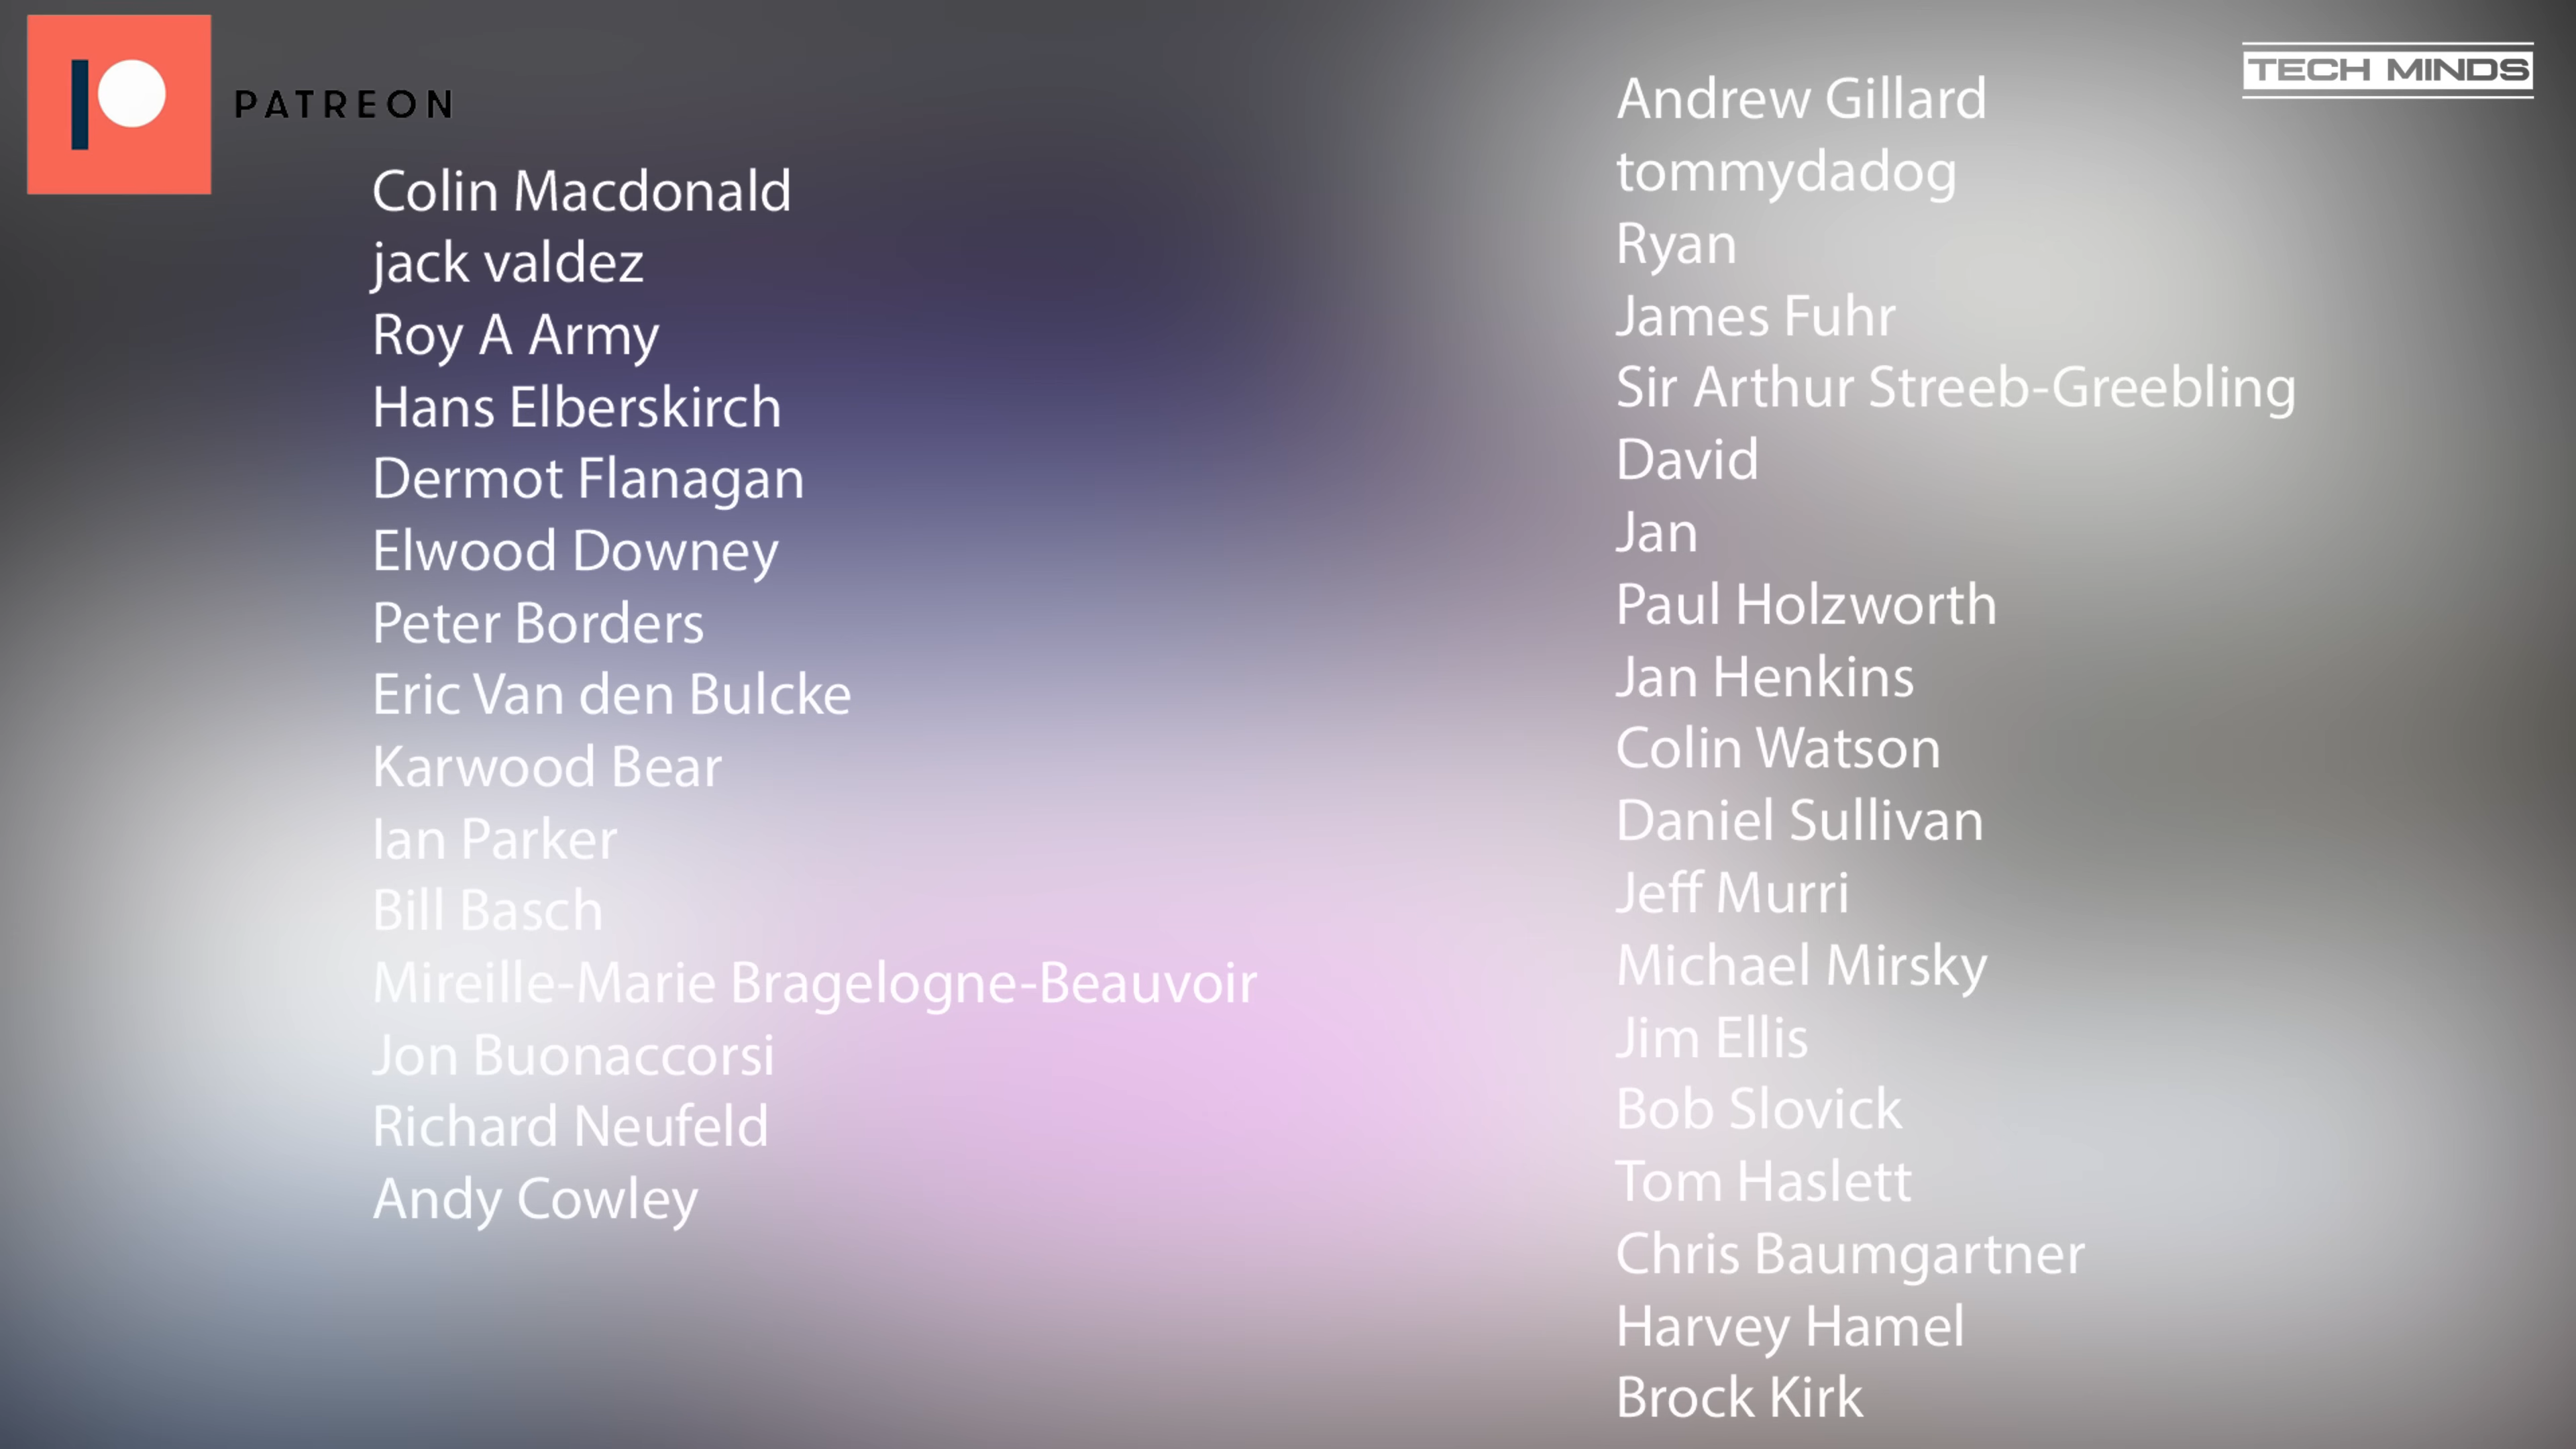 PATREON
Colin Macdonald
jack valdez
Roy A Army
Hans Elberskirch
Dermot Flanagan
Elwood Downey
Peter Borders
Eric Van den Bulcke
Karwood Bear
Ian Parker
Bill Basch
Mireille-Marie Bragelogne-Beauvoir
Jon Buonaccorsi
Richard Neufeld
Andy Cowley
TECH MINDS
Andrew Gillard
tommydadog
Ryan
James Fuhr
Sir Arthur Streeb-Greebling
David
Jan
Paul Holzworth
Jan Henkins
Colin Watson
Daniel Sullivan
Jeff Murri
Michael Mirsky
Jim Ellis
Bob Slovick
Tom Haslett
Chris Baumgartner
Harvey Hamel
Brock Kirk